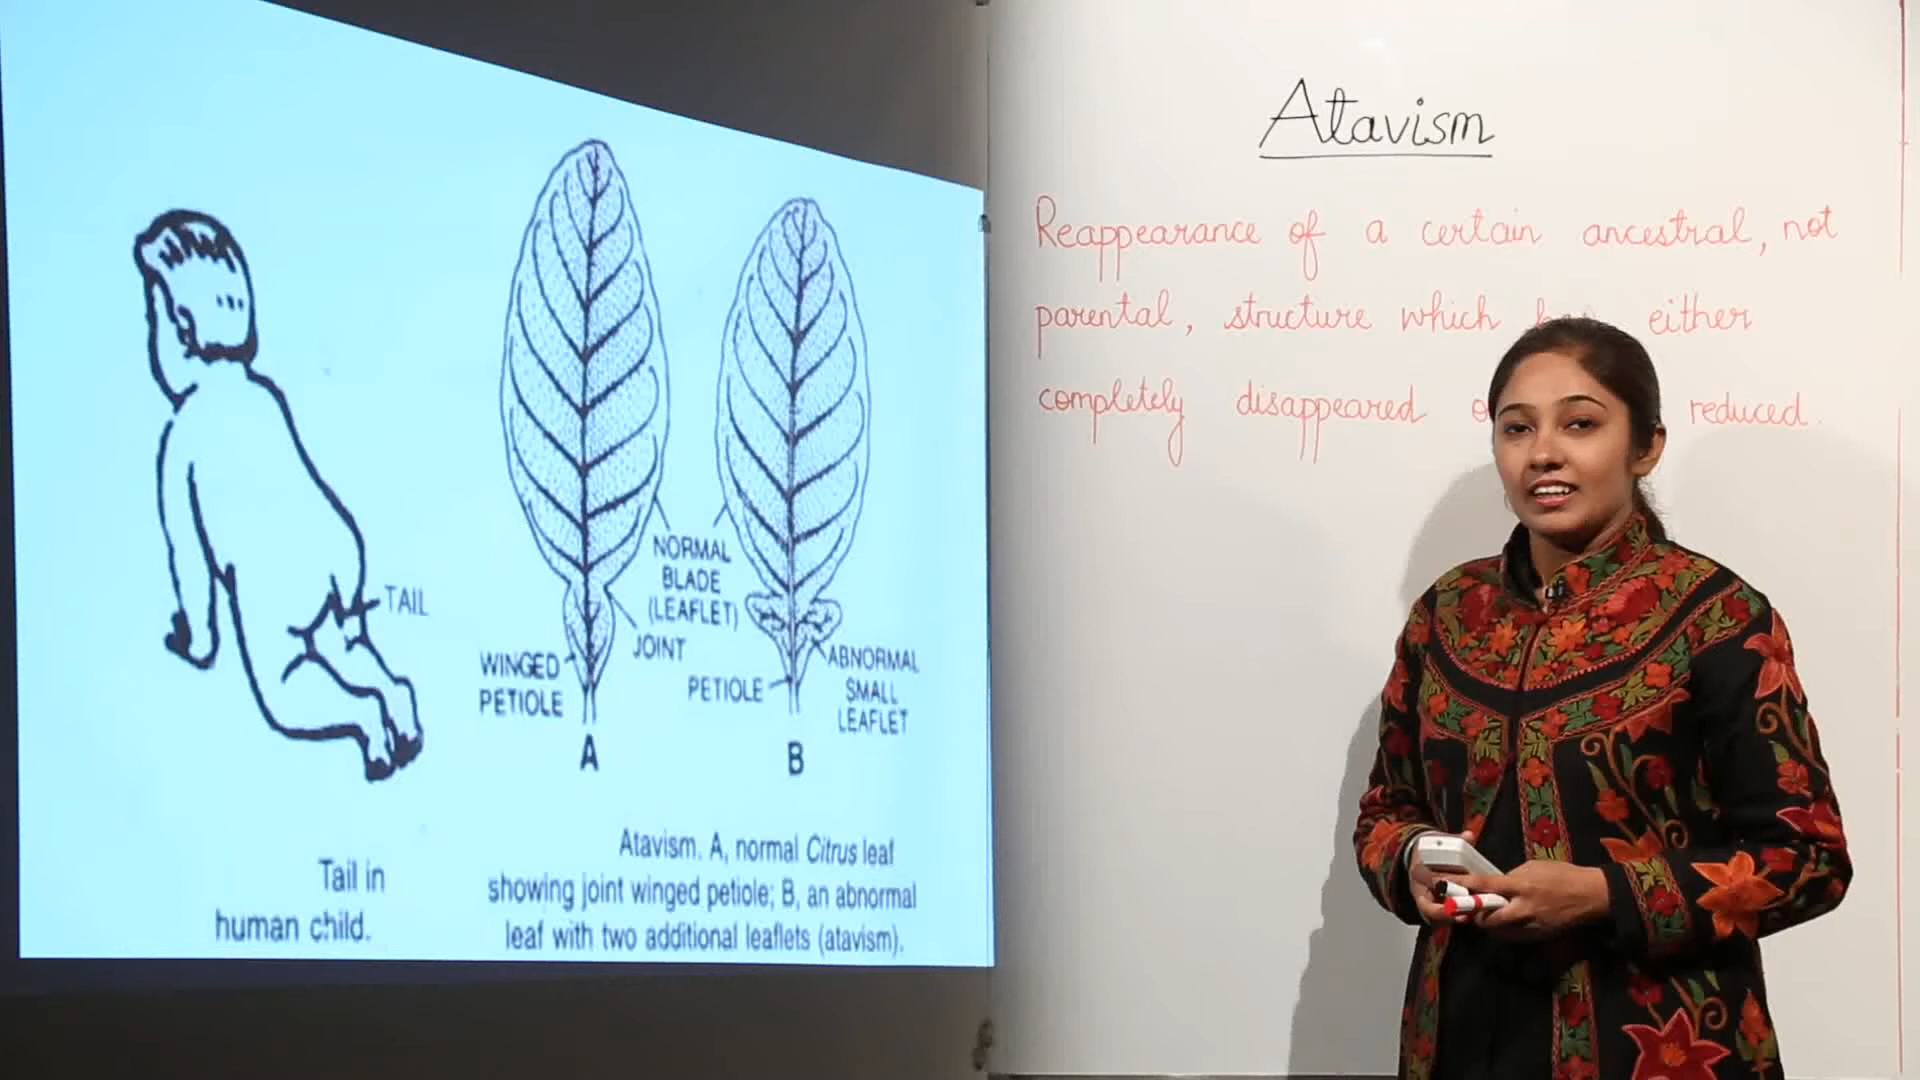 TAIL
Tail in
human child.
NORMAL
BLADE
(LEAFLET)
JOINT
WINGED
PETIOLE
PETIOLE
ABNORMAL
SMALL
LEAFLET
A
B
Atavism. A, normal Citrus leaf
showing joint winged petiole; B, an abnormal
leaf with two additional leaflets (atavism).
Atavism
Reappearance of a certain ancestral, not
parental, structure which either
completely disappeared reduced.